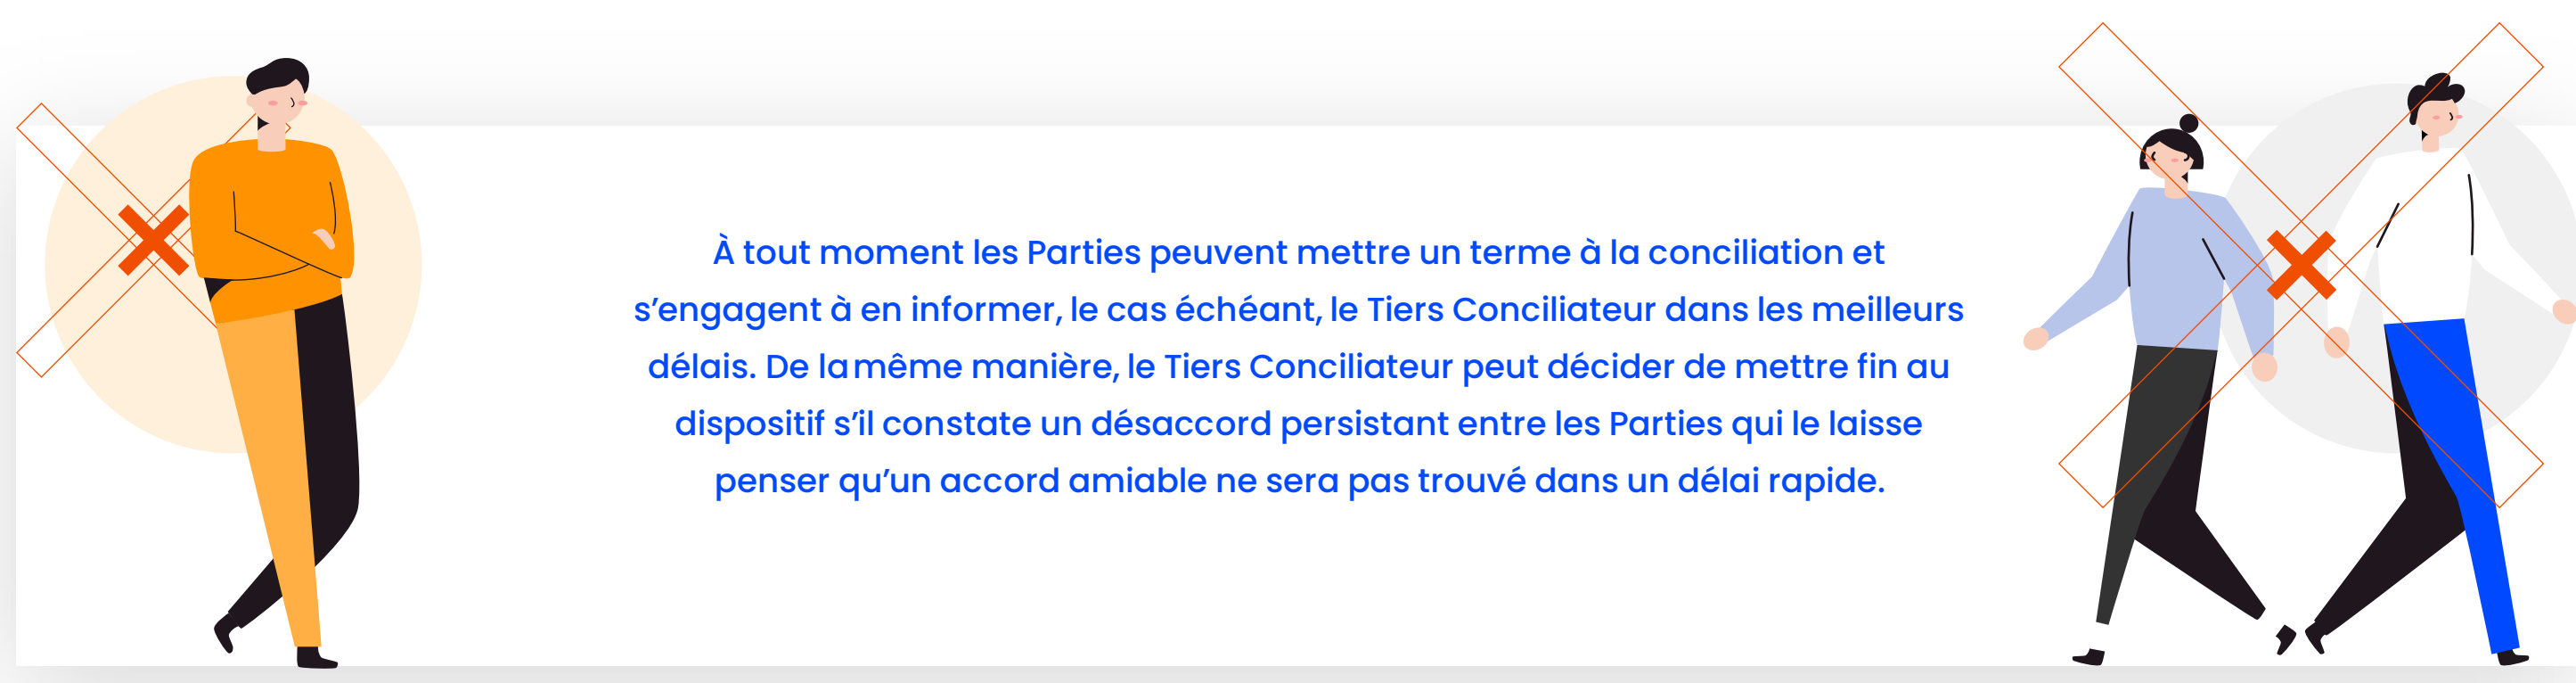 À tout moment les Parties peuvent mettre un terme à la conciliation et
s’engagent à en informer, le cas échéant, le Tiers Conciliateur dans les meilleurs
délais. De la même manière, le Tiers Conciliateur peut décider de mettre fin au
dispositif s’il constate un désaccord persistant entre les Parties qui le laisse
penser qu’un accord amiable ne sera pas trouvé dans un délai rapide.